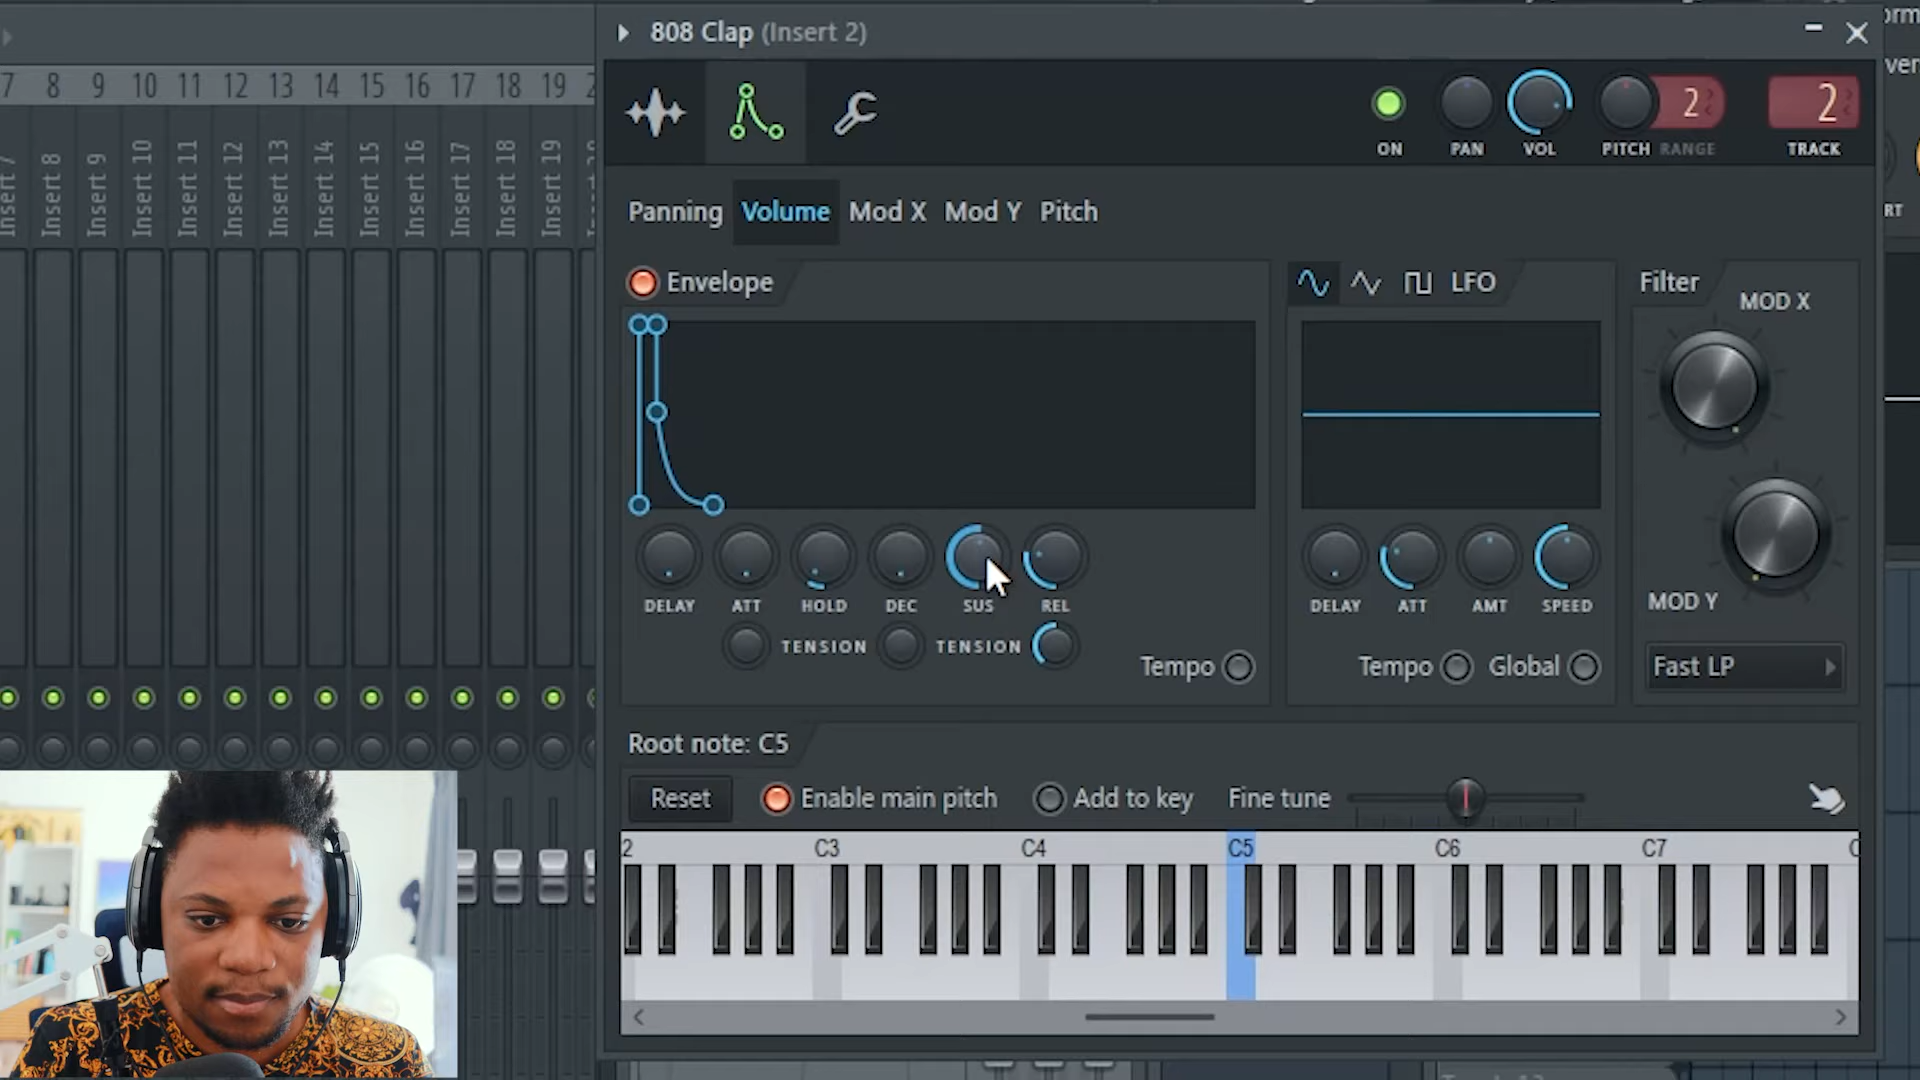 808 Clap (Insert 2)
7 8 9 10 11 12 13 14 15 16 17 18 19
Insert 7
Insert 8
Insert 9
Insert 10
Insert 11
Insert 12
Insert 13
Insert 14
Insert 15
Insert 16
Insert 17
Insert 18
Insert 19
2 2
ON PAN VOL PITCH RANGE TRACK
Panning Volume Mod X Mod Y Pitch
Envelope
LFO
Filter
MOD X
DELAY ATT HOLD DEC SUS REL
DELAY ATT AMT SPEED
MOD Y
TENSION TENSION
Tempo
Tempo Global
Fast LP
Root note: C5
Reset Enable main pitch Add to key Fine tune
2 C3 C4 C5 C6 C7